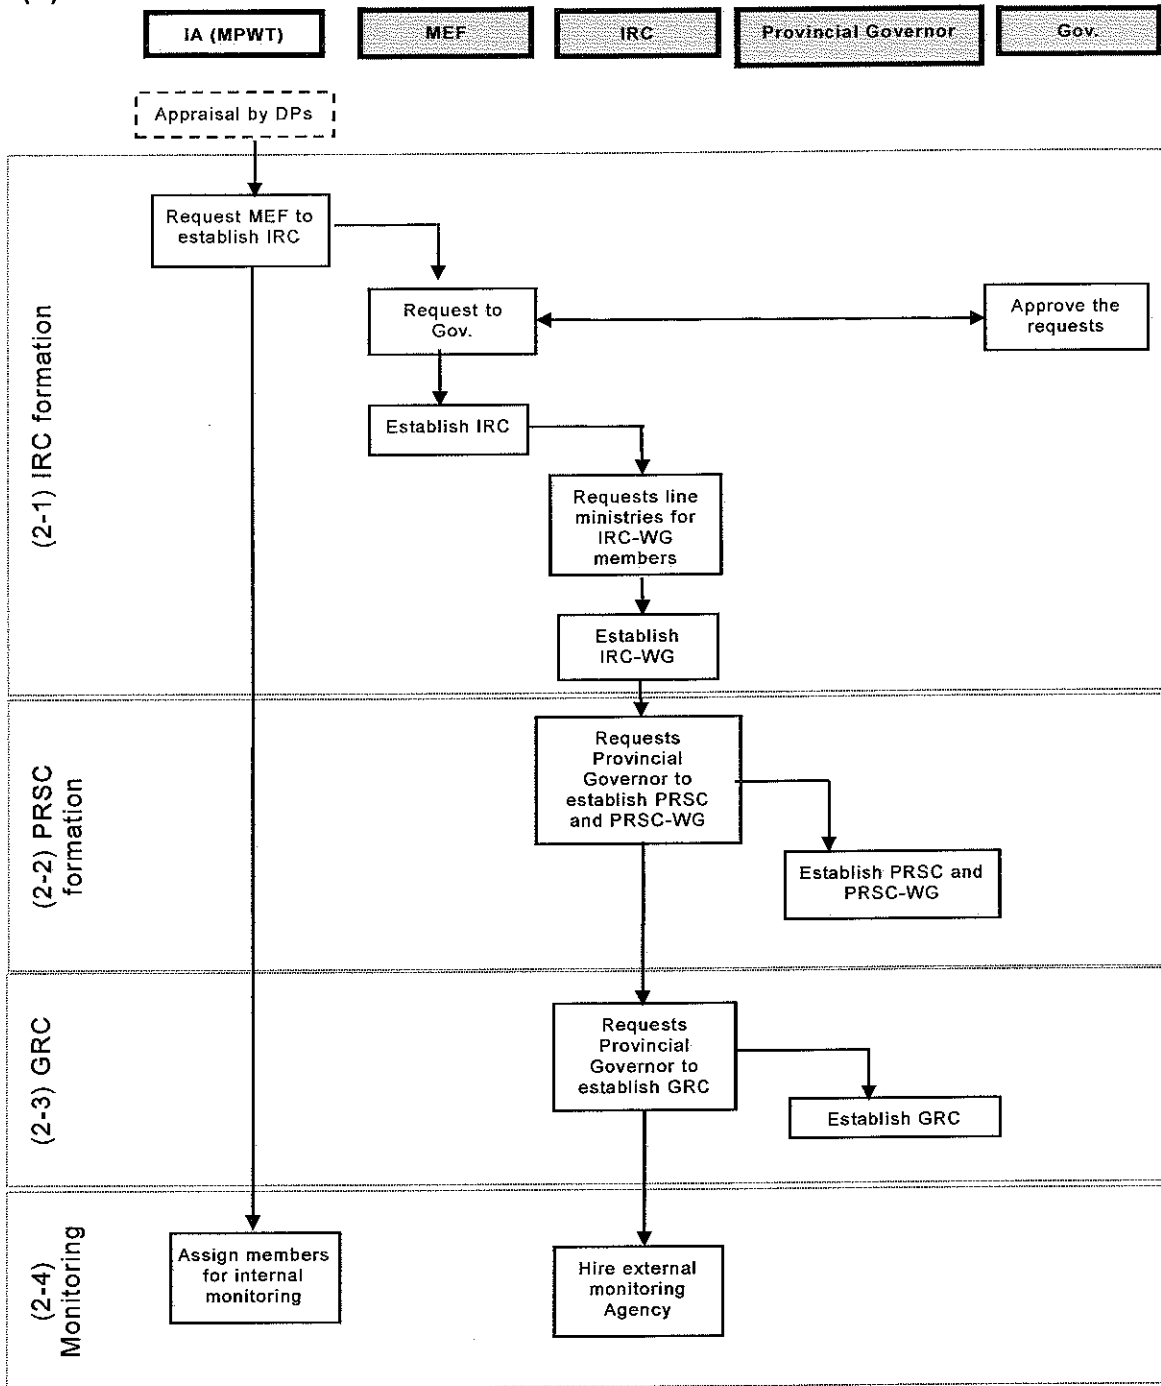 IA (MPWT)
MEF
IRC
Provincial Governor
Gov.
Appraisal by DPs
(2-1) IRC formation
Request MEF to
establish IRC
Request to
Gov.
Approve the
requests
Establish IRC
Requests line
ministries for
IRC-WG
members
Establish
IRC-WG
(2-2) PRSC
formation
Requests
Provincial
Governor to
establish PRSC
and PRSC-WG
Establish PRSC and
PRSC-WG
(2-3) GRC
Requests
Provincial
Governor to
establish GRC
Establish GRC
(2-4)
Monitoring
Assign members
for internal
monitoring
Hire external
monitoring
Agency